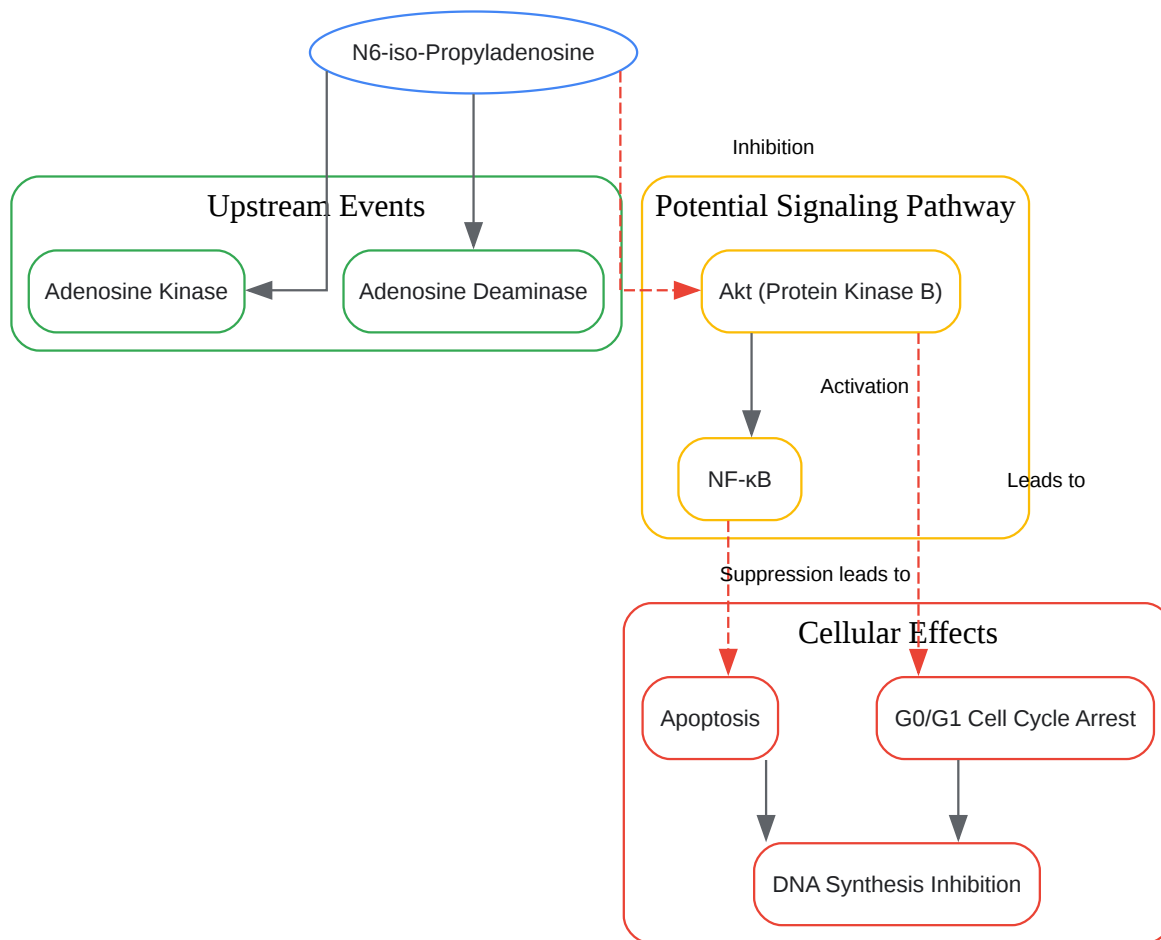 N6-iso-Propyladenosine
Inhibition
Upstream Events
Potential Signaling Pathway
Adenosine Kinase
Adenosine Deaminase
Akt (Protein Kinase B)
Activation
NF-κB
Leads to
Suppression leads to
Cellular Effects
Apoptosis
G0/G1 Cell Cycle Arrest
DNA Synthesis Inhibition